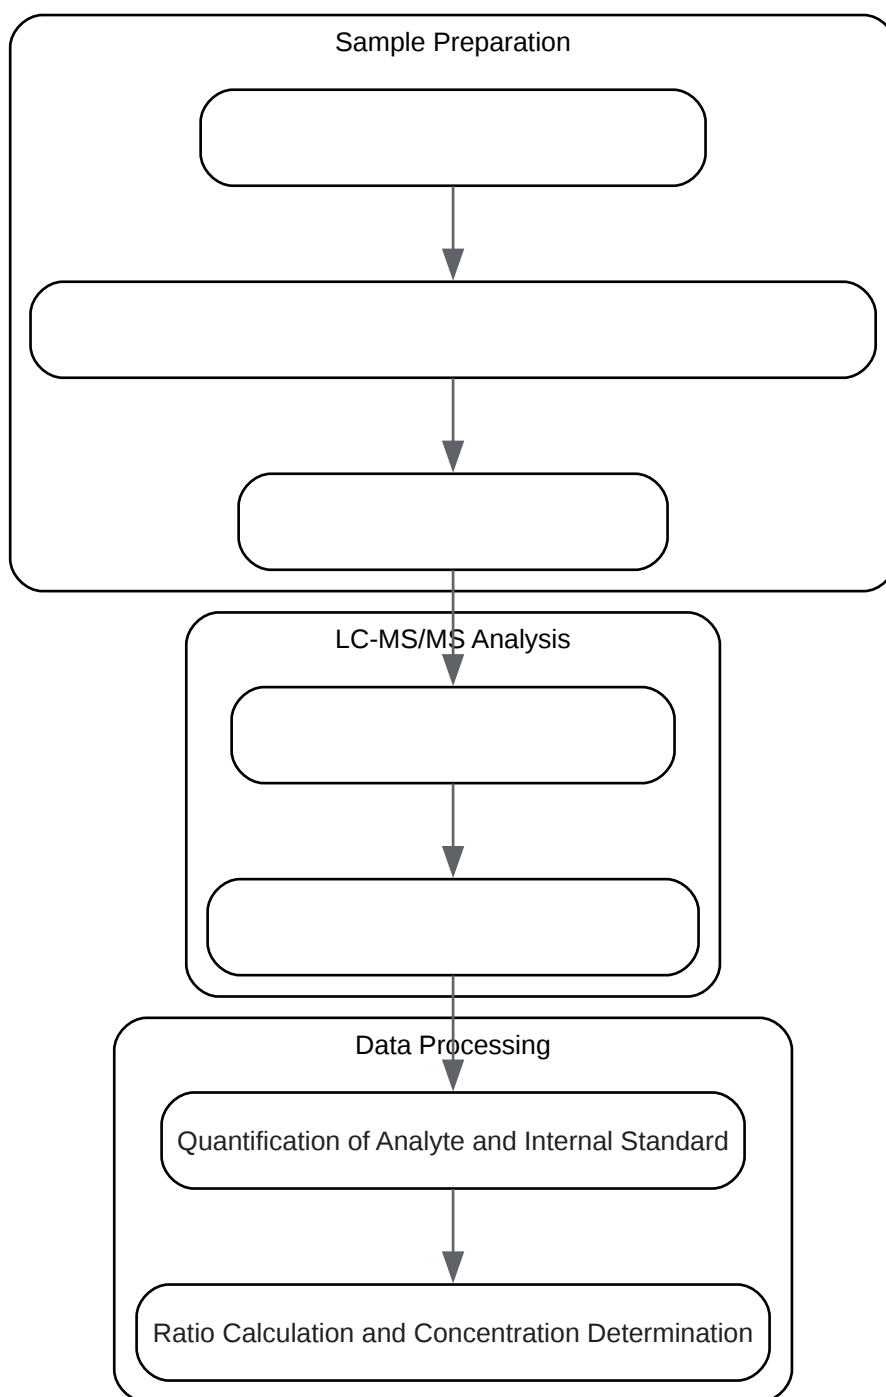 Sample Preparation
LC-MS/MS Analysis
Data Processing
Quantification of Analyte and Internal Standard
Ratio Calculation and Concentration Determination